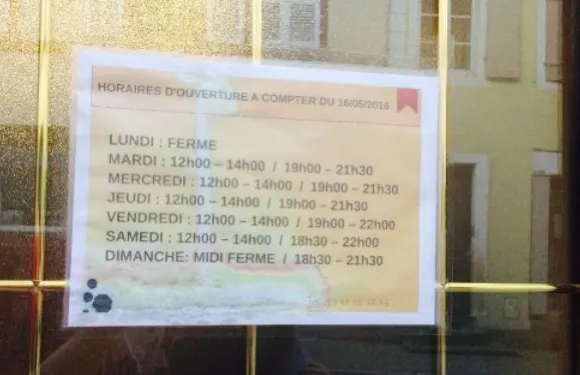 HORAIRES D'OUVERTURE A COMPTER DU 16/05/2016
LUNDI : FERME
MARDI : 12h00 – 14h00 / 19h00 - 21h30
MERCREDI : 12h00 – 14h00 / 19h00 – 21h30
JEUDI : 12h00 – 14h00 / 19h00 - 21h30
VENDREDI : 12h00 – 14h00 / 19h00 – 22h00
SAMEDI : 12h00 – 14h00 / 18h30 – 22h00
DIMANCHE: MIDI FERME / 18h30 – 21h30